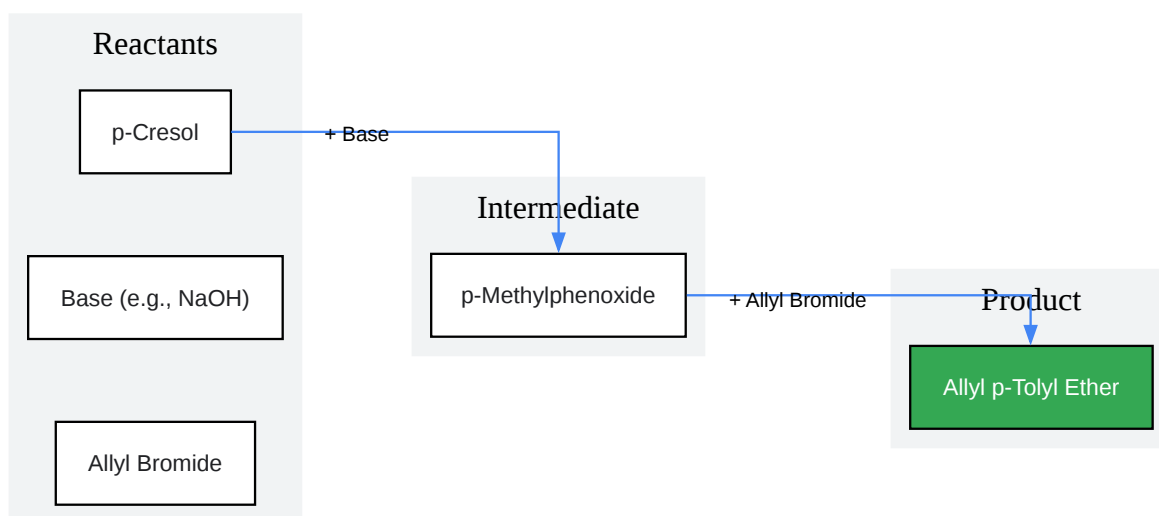 Reactants
p-Cresol
+ Base
Intermediate
Base (e.g., NaOH)
p-Methylphenoxide
+ Allyl Bromide
Product
Allyl p-Tolyl Ether
Allyl Bromide